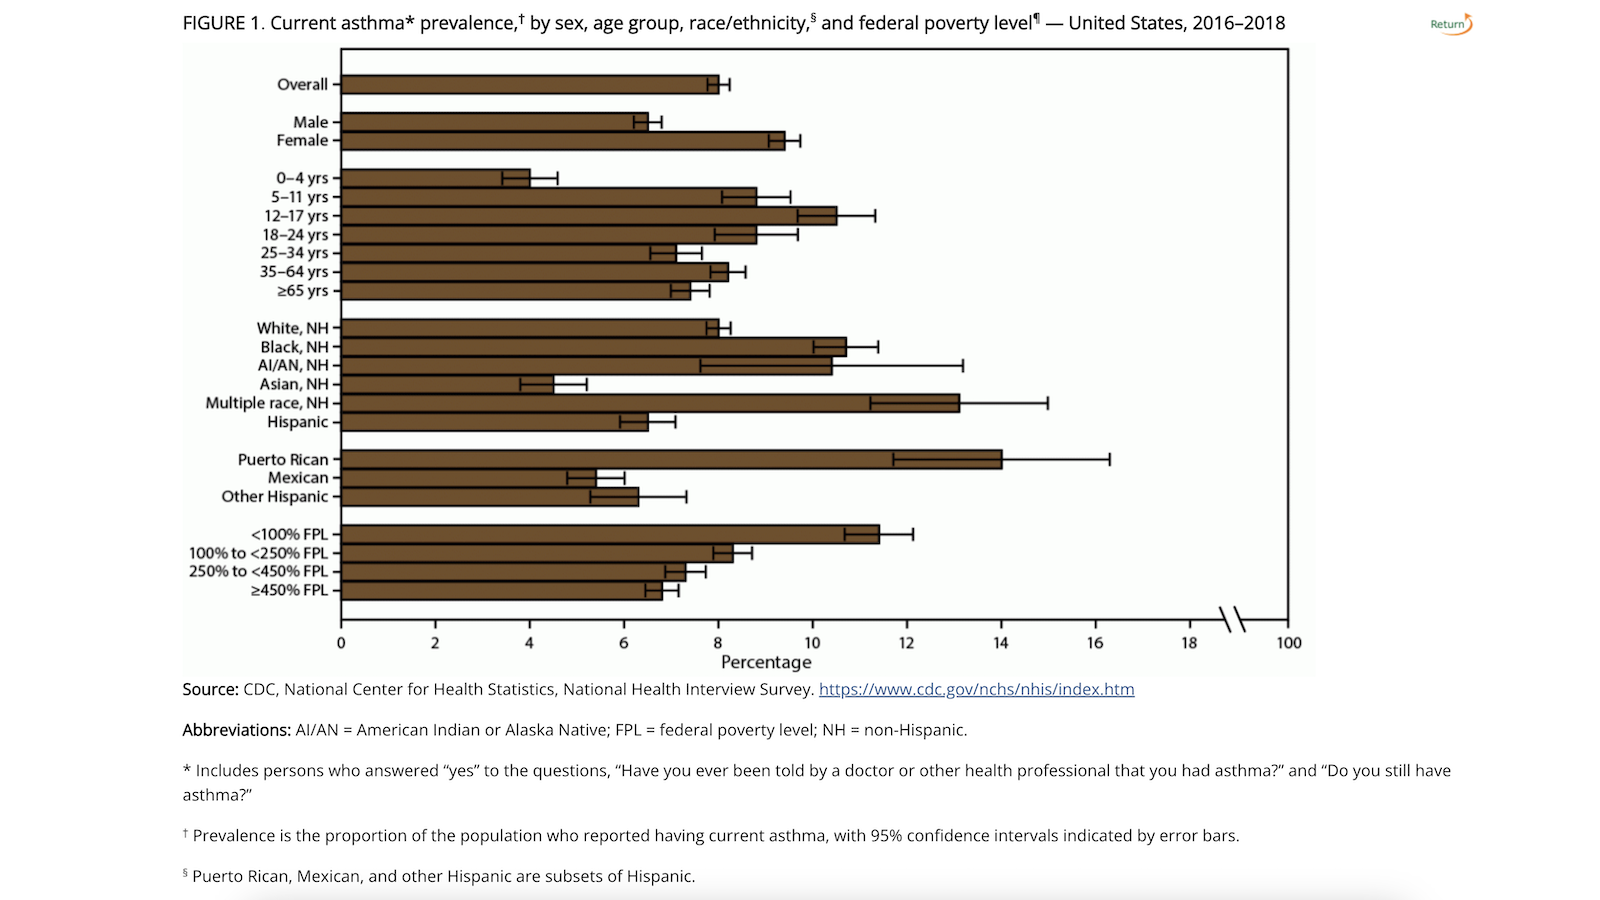 FIGURE 1. Current asthma* prevalence,† by sex, age group, race/ethnicity,§ and federal poverty level¶ — United States, 2016–2018
Return
Overall
Male
Female
0–4 yrs
5–11 yrs
12–17 yrs
18–24 yrs
25–34 yrs
35–64 yrs
≥65 yrs
White, NH
Black, NH
AI/AN, NH
Asian, NH
Multiple race, NH
Hispanic
Puerto Rican
Mexican
Other Hispanic
<100% FPL
100% to <250% FPL
250% to <450% FPL
≥450% FPL
0 2 4 6 8 10 12 14 16 18 100
Percentage
Source: CDC, National Center for Health Statistics, National Health Interview Survey. https://www.cdc.gov/nchs/nhis/index.htm
Abbreviations: AI/AN = American Indian or Alaska Native; FPL = federal poverty level; NH = non-Hispanic.
* Includes persons who answered “yes” to the questions, “Have you ever been told by a doctor or other health professional that you had asthma?” and “Do you still have
asthma?”
† Prevalence is the proportion of the population who reported having current asthma, with 95% confidence intervals indicated by error bars.
§ Puerto Rican, Mexican, and other Hispanic are subsets of Hispanic.